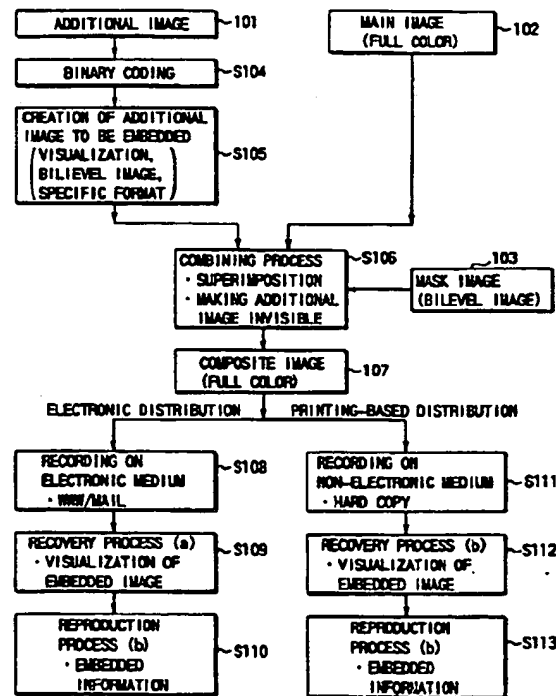 ADDITIONAL IMAGE
101
MAIN IMAGE
(FULL COLOR)
102
BINARY CODING
S104
CREATION OF ADDITIONAL
IMAGE TO BE EMBEDDED
(VISUALIZATION,
BILIEVEL IMAGE,
SPECIFIC FORMAT)
S105
COMBINING PROCESS
· SUPERIMPOSITION
· MAKING ADDITIONAL
IMAGE INVISIBLE
S106
103
MASK IMAGE
(BILEVEL IMAGE)
COMPOSITE IMAGE
(FULL COLOR)
107
ELECTRONIC DISTRIBUTION
PRINTING-BASED DISTRIBUTION
RECORDING ON
ELECTRONIC MEDIUM
· WWW/MAIL
S108
RECORDING ON
NON-ELECTRONIC MEDIUM
· HARD COPY
S111
RECOVERY PROCESS (a)
· VISUALIZATION OF
EMBEDDED IMAGE
S109
RECOVERY PROCESS (b)
· VISUALIZATION OF
EMBEDDED IMAGE
S112
REPRODUCTION
PROCESS (b)
· EMBEDDED
INFORMATION
S110
REPRODUCTION
PROCESS (b)
· EMBEDDED
INFORMATION
S113